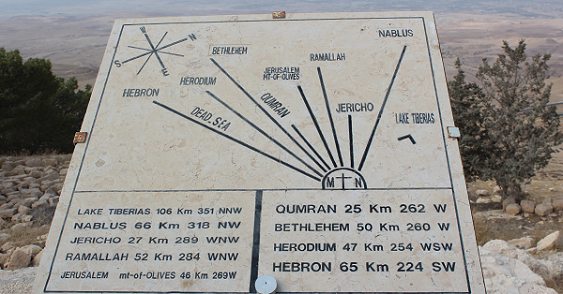 NABLUS
W
N
S
E
BETHLEHEM
RAMALLAH
JERUSALEM
MT-OF-OLIVES
HERODIUM
HEBRON
QUMRAN
JERICHO
DEAD SEA
LAKE TIBERIAS
M N
LAKE TIBERIAS 106 Km 351 NNW
NABLUS 66 Km 318 NW
JERICHO 27 Km 289 WNW
RAMALLAH 52 Km 284 WNW
JERUSALEM mt-of-OLIVES 46 Km 269W
QUMRAN 25 Km 262 W
BETHLEHEM 50 Km 260 W
HERODIUM 47 Km 254 WSW
HEBRON 65 Km 224 SW